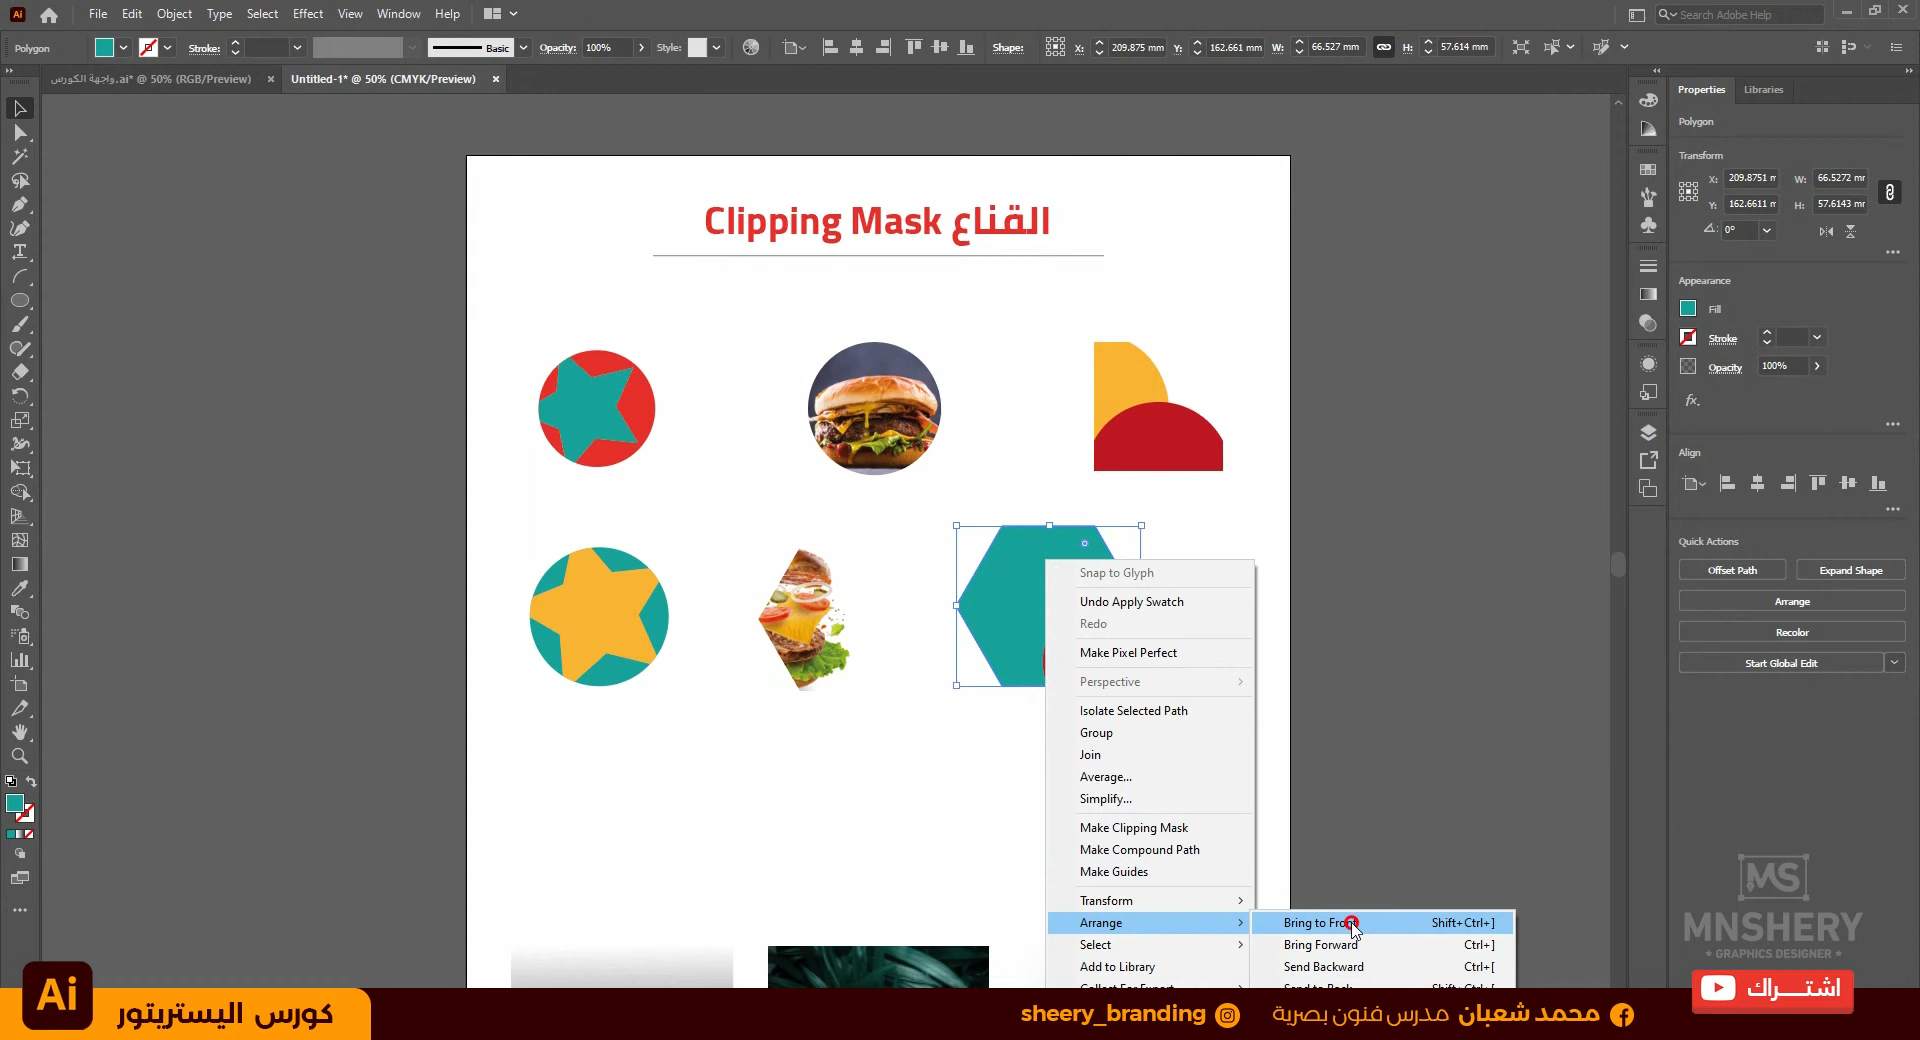 File Edit Object Type Select Effect View Window Help
Search Adobe Help
Polygon Stroke: Basic Opacity: 100% Style: Shape: X: 209.875 mm Y: 162.661 mm W: 66.527 mm H: 57.614 mm
واجهة الكورس.ai* @ 50% (RGB/Preview)
Untitled-1* @ 50% (CMYK/Preview)
Properties Libraries
Polygon
Transform
X: 209.8751 W: 66.5272 mr
Y: 162.6611 H: 57.6143 mr
0°
Appearance
Fill
Stroke
Opacity 100%
fx.
Align
Quick Actions
Offset Path Expand Shape
Arrange
Recolor
Start Global Edit
Clipping Mask القناع
Snap to Glyph
Undo Apply Swatch
Redo
Make Pixel Perfect
Perspective
Isolate Selected Path
Group
Join
Average...
Simplify...
Make Clipping Mask
Make Compound Path
Make Guides
Transform
Arrange
Select
Add to Library
Collect For Export
Bring to Front Shift+Ctrl+]
Bring Forward Ctrl+]
Send Backward Ctrl+[
Send to Back Shift+Ctrl+[
MS
MNSHERY
GRAPHICS DESIGNER
اشتـــراك
Ai
كورس اليستريتور
sheery_branding
محمد شعبان مدرس فنون بصرية